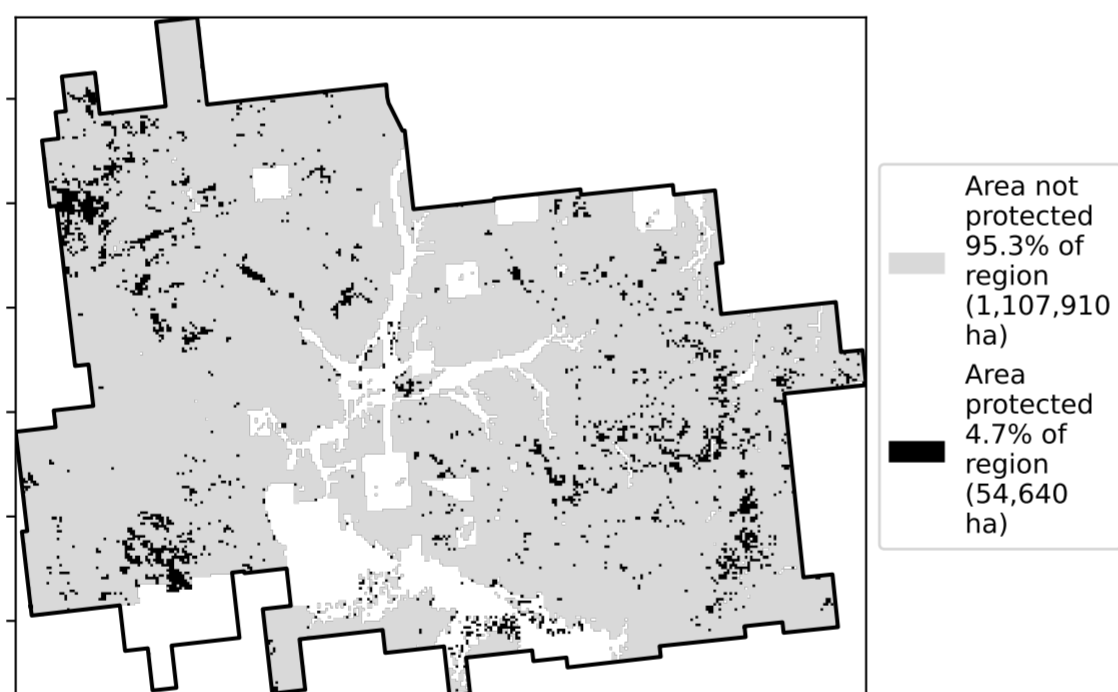 Area not
protected
95.3% of
region
(1,107,910
ha)
Area
protected
4.7% of
region
(54,640
ha)